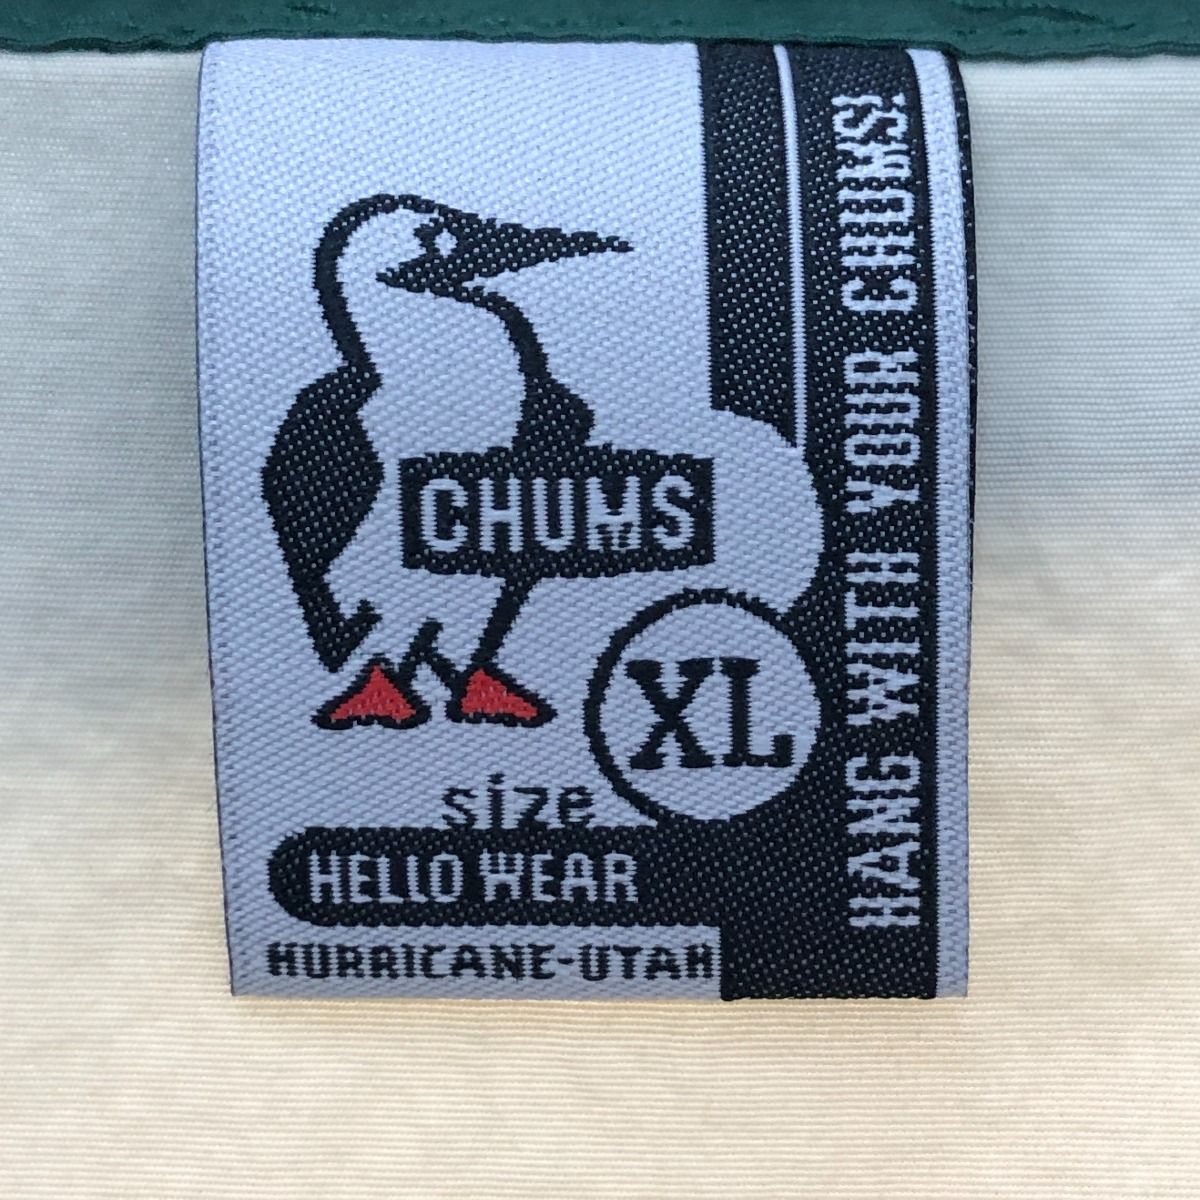 CHUMS
XL
size
HELLO WEAR
HURRICANE-UTAH
HANG WITH YOUR CHUMS!